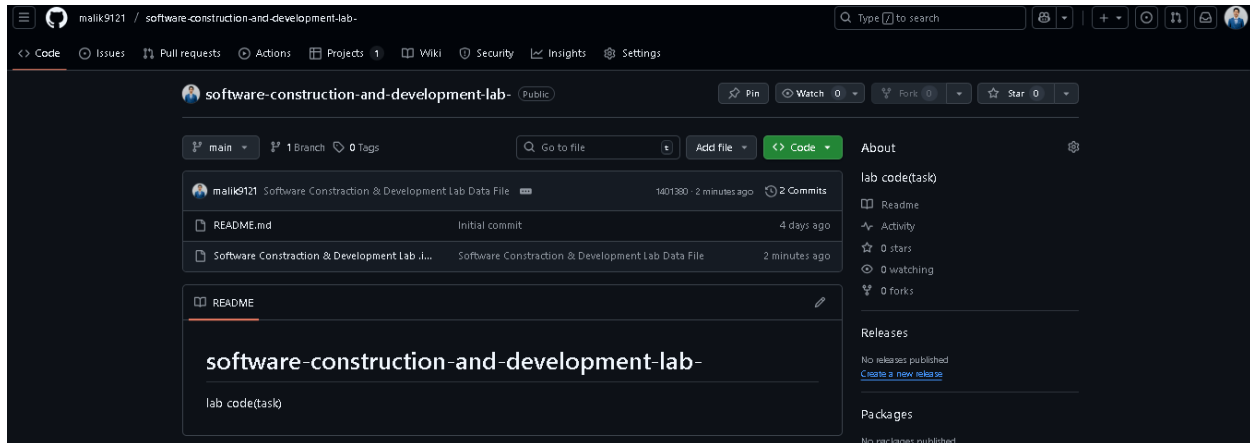 malik9121 / software-construction-and-development-lab-
Type / to search
Code Issues Pull requests Actions Projects 1 Wiki Security Insights Settings
software-construction-and-development-lab- Public
Pin Watch 0 Fork 0 Star 0
main 1 Branch 0 Tags
Go to file t Add file Code
malik9121 Software Constraction & Development Lab Data File
1401380 · 2 minutes ago 2 Commits
README.md Initial commit 4 days ago
Software Constraction & Development Lab .i... Software Constraction & Development Lab Data File 2 minutes ago
README
software-construction-and-development-lab-
lab code(task)
About
lab code(task)
Readme
Activity
0 stars
0 watching
0 forks
Releases
No releases published
Create a new release
Packages
No packages published